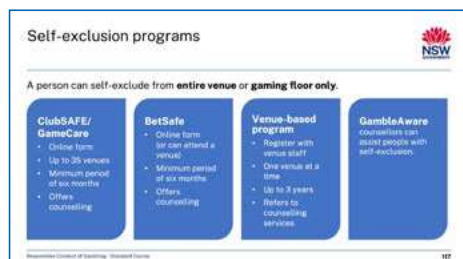 Self-exclusion programs
NSW
GOVERNMENT
A person can self-exclude from entire venue or gaming floor only.
ClubSAFE/
GameCare
• Online form
• Up to 35 venues
• Minimum period
of six months
• Offers
counselling
BetSafe
• Online form
(or can attend a
venue)
• Minimum period
of six months
• Offers
counselling
Venue-based
program
• Register with
venue staff
• One venue at a
time
• Up to 3 years
• Refers to
counselling
services
GambleAware
counsellors can
assist people with
self-exclusion.
Responsible Conduct of Gambling - Standard Course
117